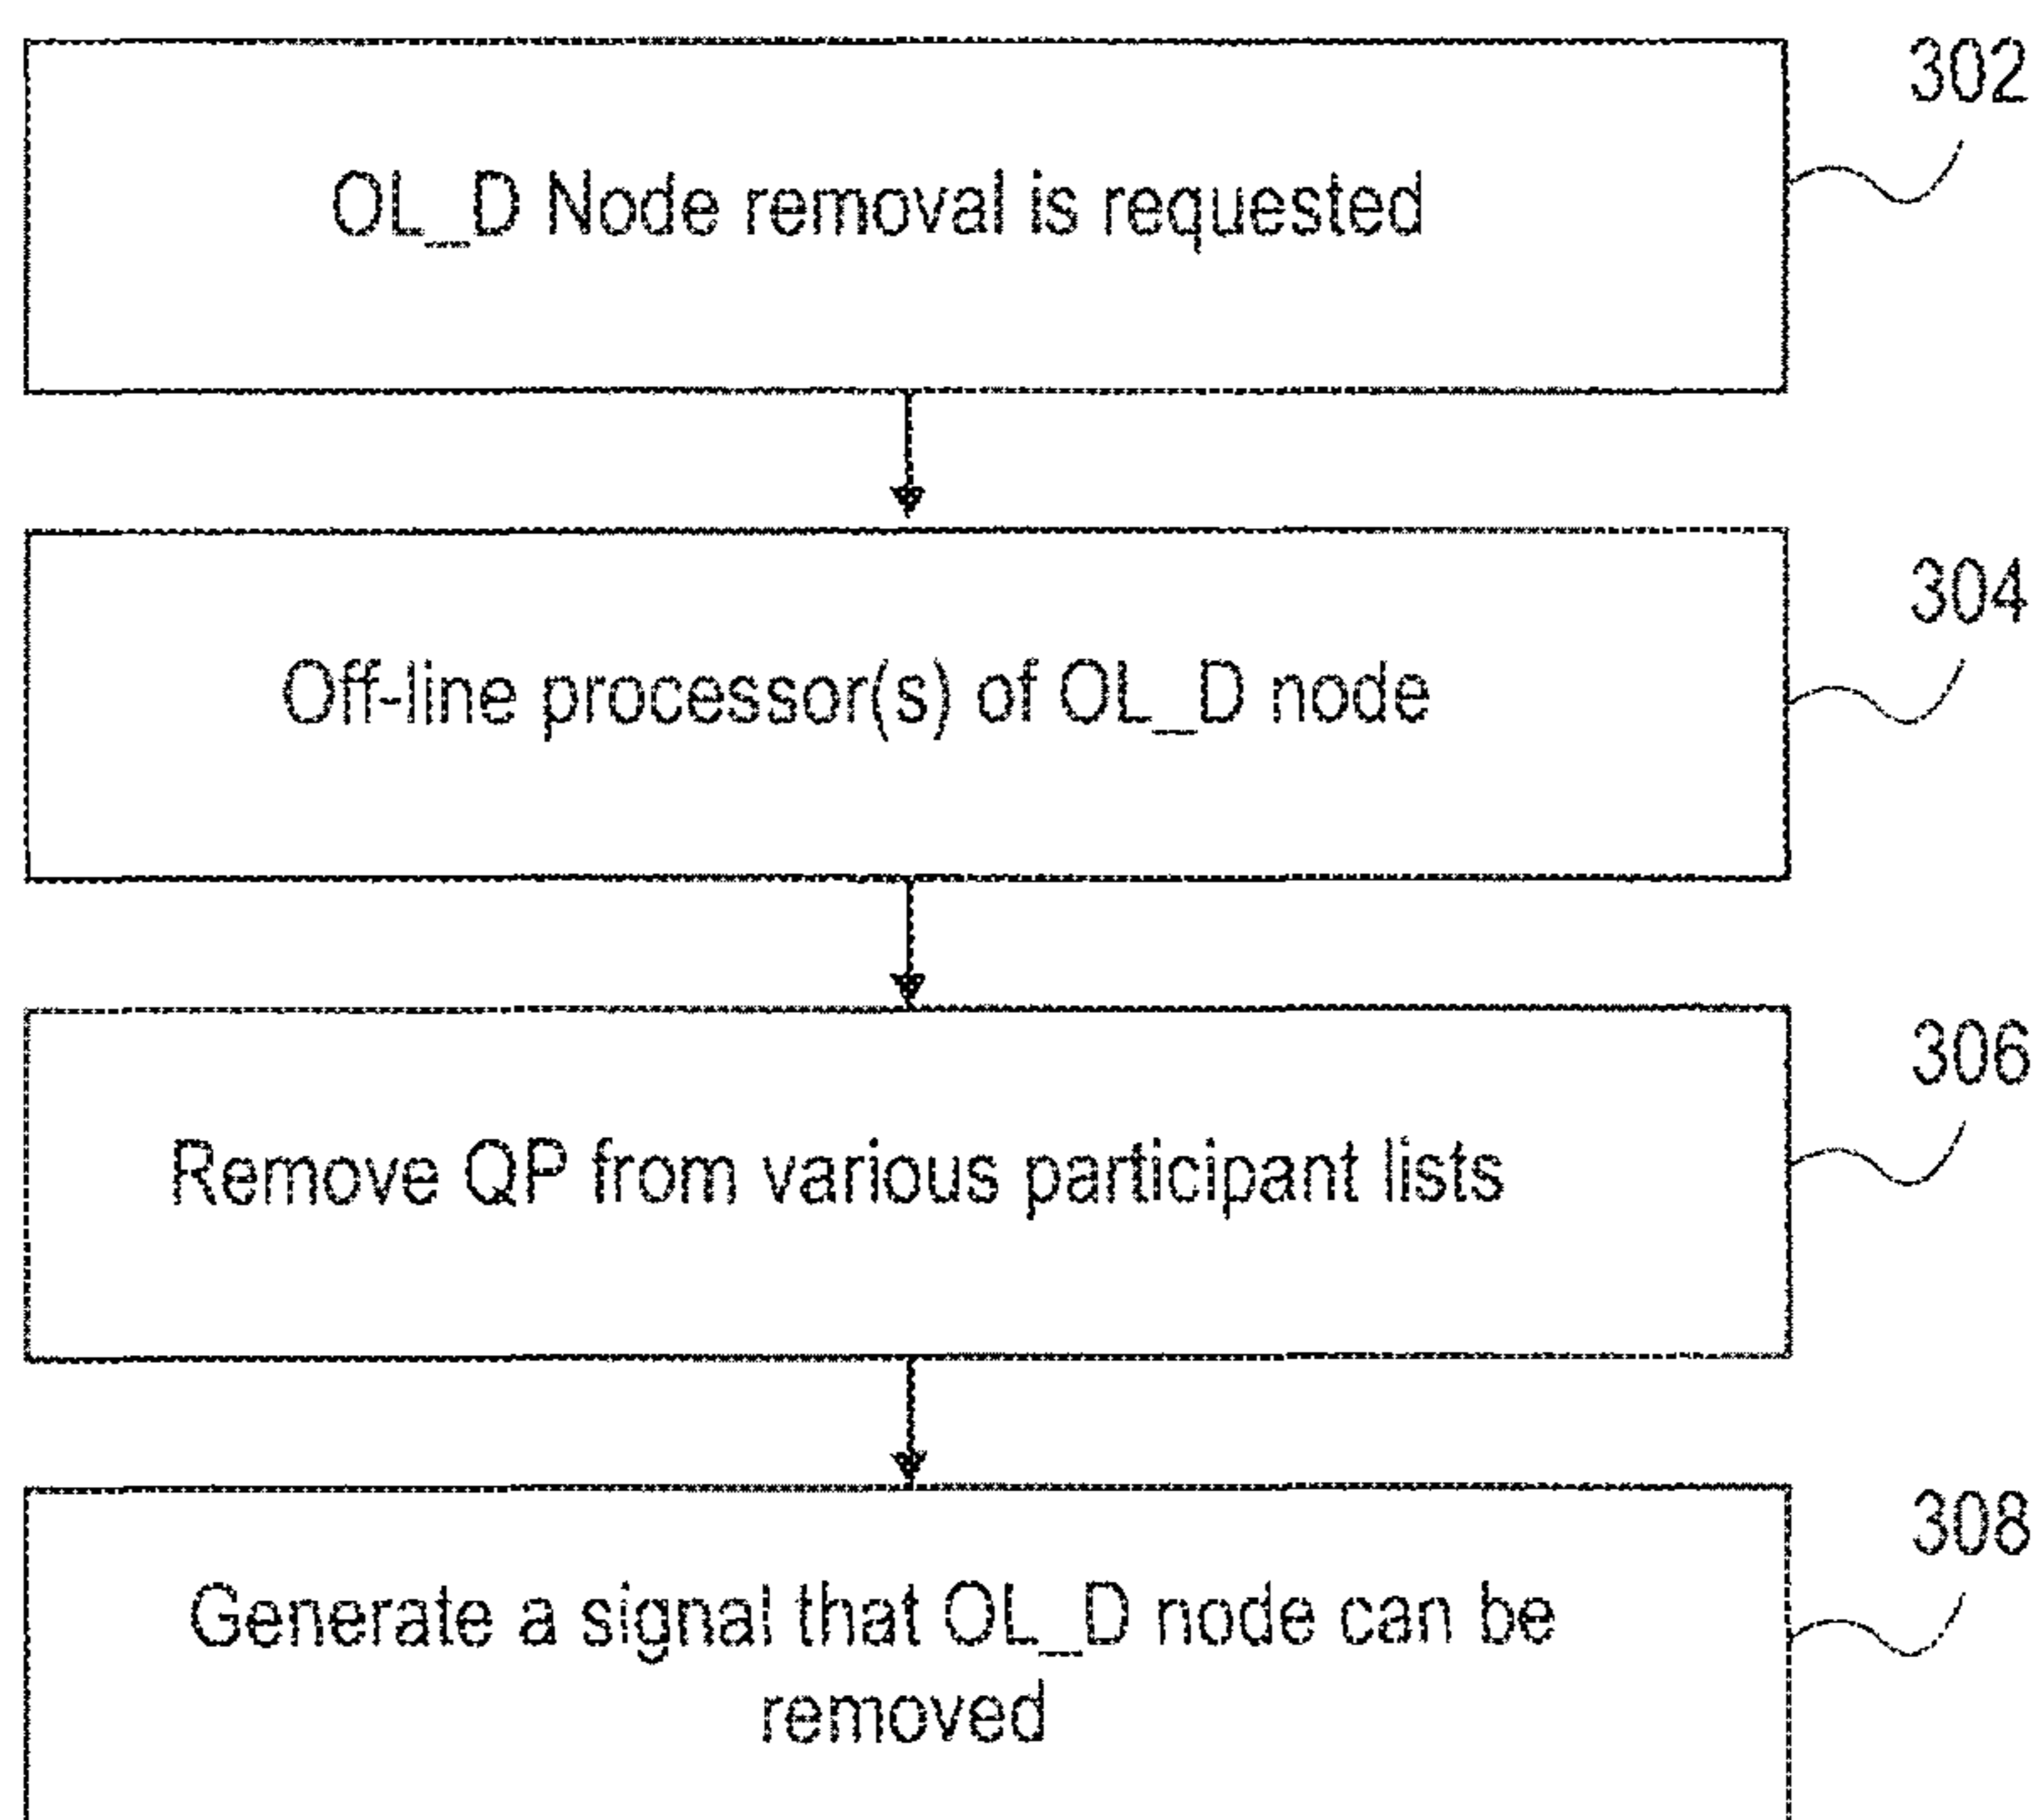 302
OL_D Node removal is requested
304
Off-line processor(s) of OL_D node
306
Remove QP from various participant lists
308
Generate a signal that OL_D node can be
removed